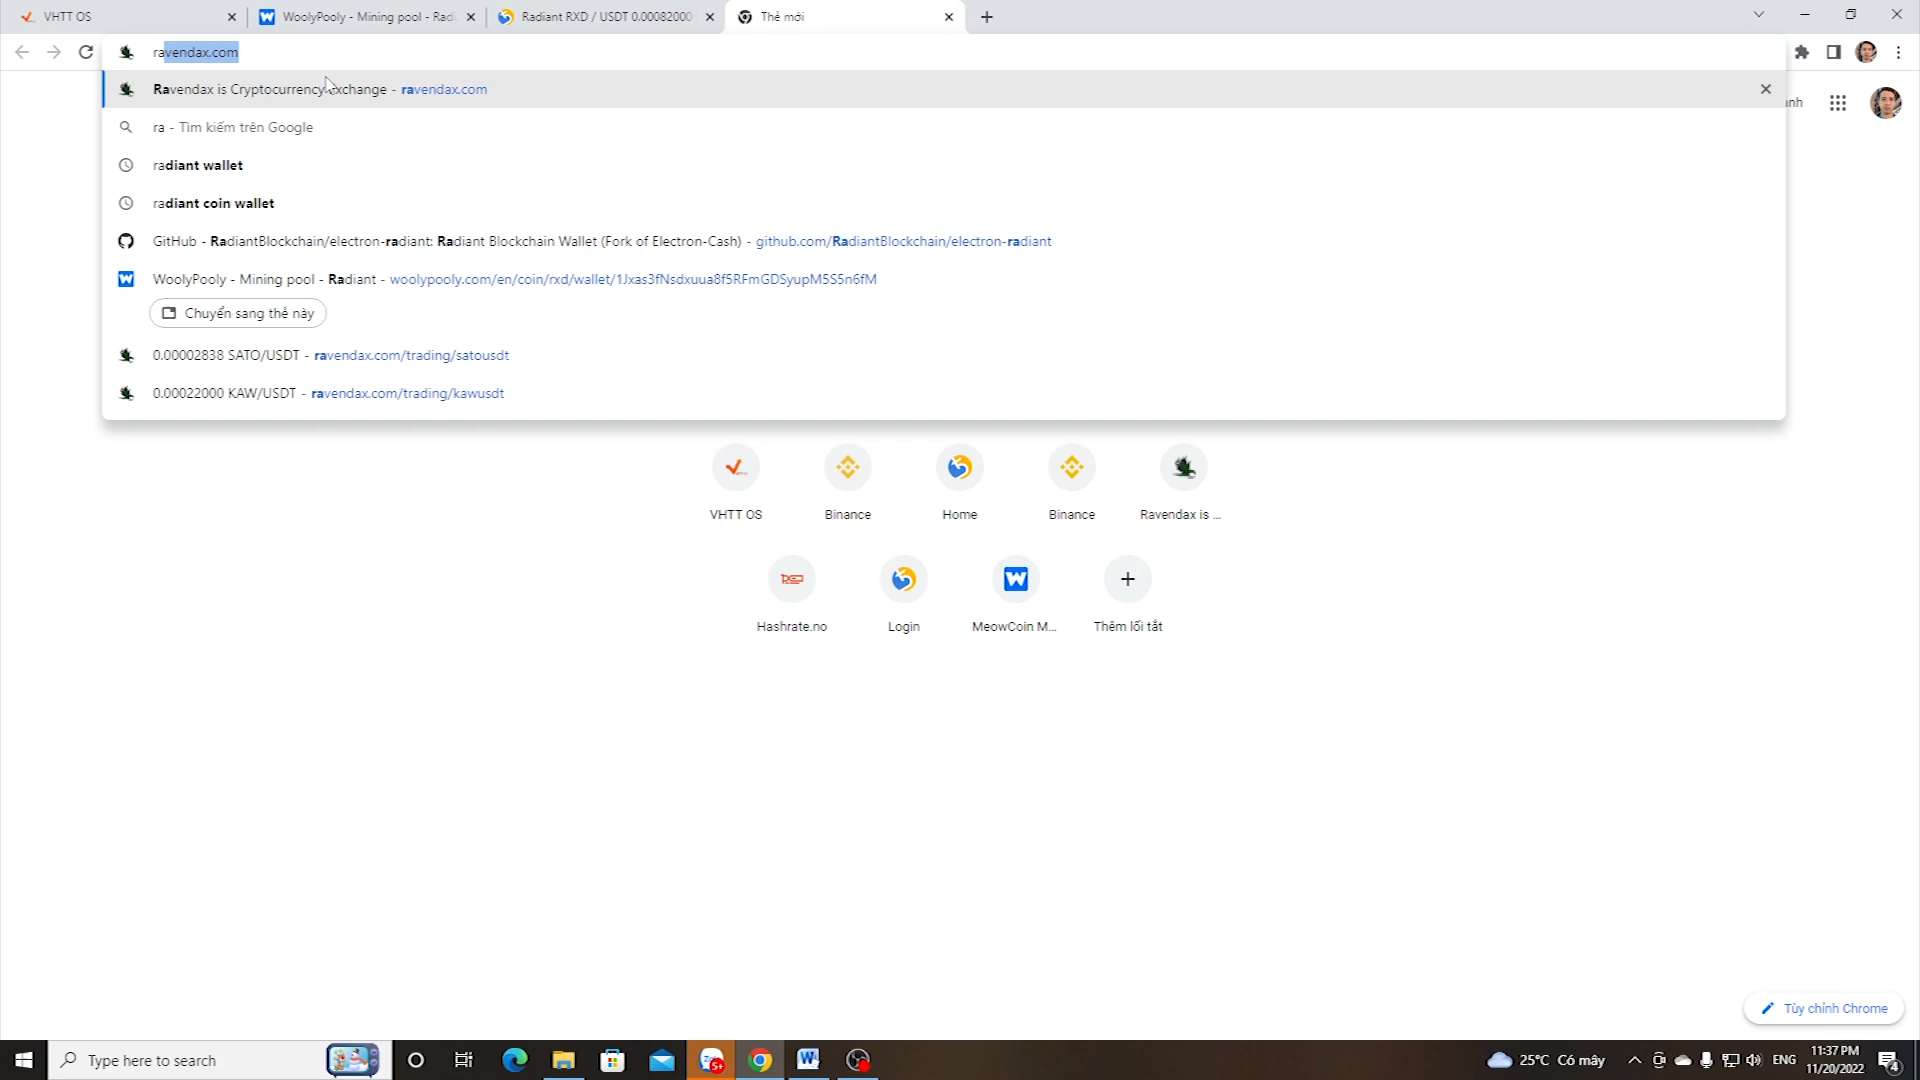 VHTT OS
WoolyPooly - Mining pool - Rad
Radiant RXD / USDT 0.00082000
Thẻ mới
ravendax.com
Ravendax is Cryptocurrency Exchange - ravendax.com
ra - Tìm kiếm trên Google
radiant wallet
radiant coin wallet
GitHub - RadiantBlockchain/electron-radiant: Radiant Blockchain Wallet (Fork of Electron-Cash) - github.com/RadiantBlockchain/electron-radiant
WoolyPooly - Mining pool - Radiant - woolypooly.com/en/coin/rxd/wallet/1Jxas3fNsdxuua8f5RFmGDSyupM5S5n6fM
Chuyển sang thẻ này
0.00002838 SATO/USDT - ravendax.com/trading/satousdt
0.00022000 KAW/USDT - ravendax.com/trading/kawusdt
VHTT OS
Binance
Home
Binance
Ravendax is ...
Hashrate.no
Login
MeowCoin M...
Thêm lối tắt
Tùy chỉnh Chrome
Type here to search
5+
25°C Có mây
ENG
11:37 PM
11/20/2022
4